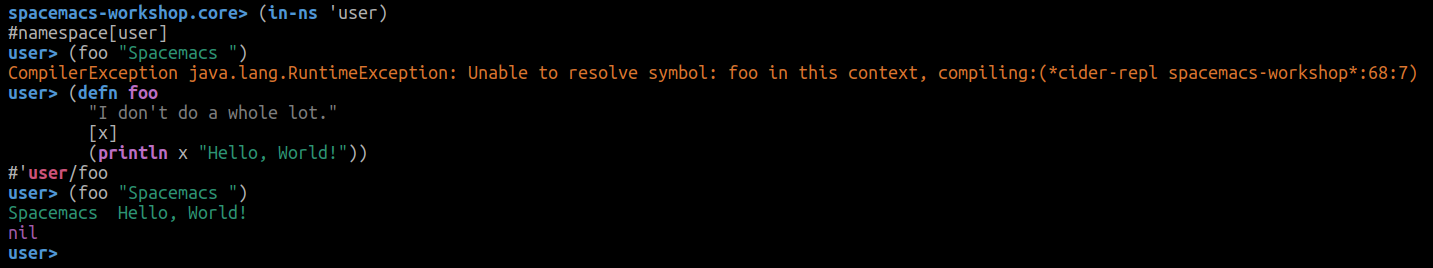 spacemacs-workshop.core> (in-ns 'user)
#namespace[user]
user> (foo "Spacemacs ")
CompilerException java.lang.RuntimeException: Unable to resolve symbol: foo in this context, compiling:(*cider-repl spacemacs-workshop*:68:7)
user> (defn foo
        "I don't do a whole lot."
        [x]
        (println x "Hello, World!"))
#'user/foo
user> (foo "Spacemacs ")
Spacemacs  Hello, World!
nil
user>